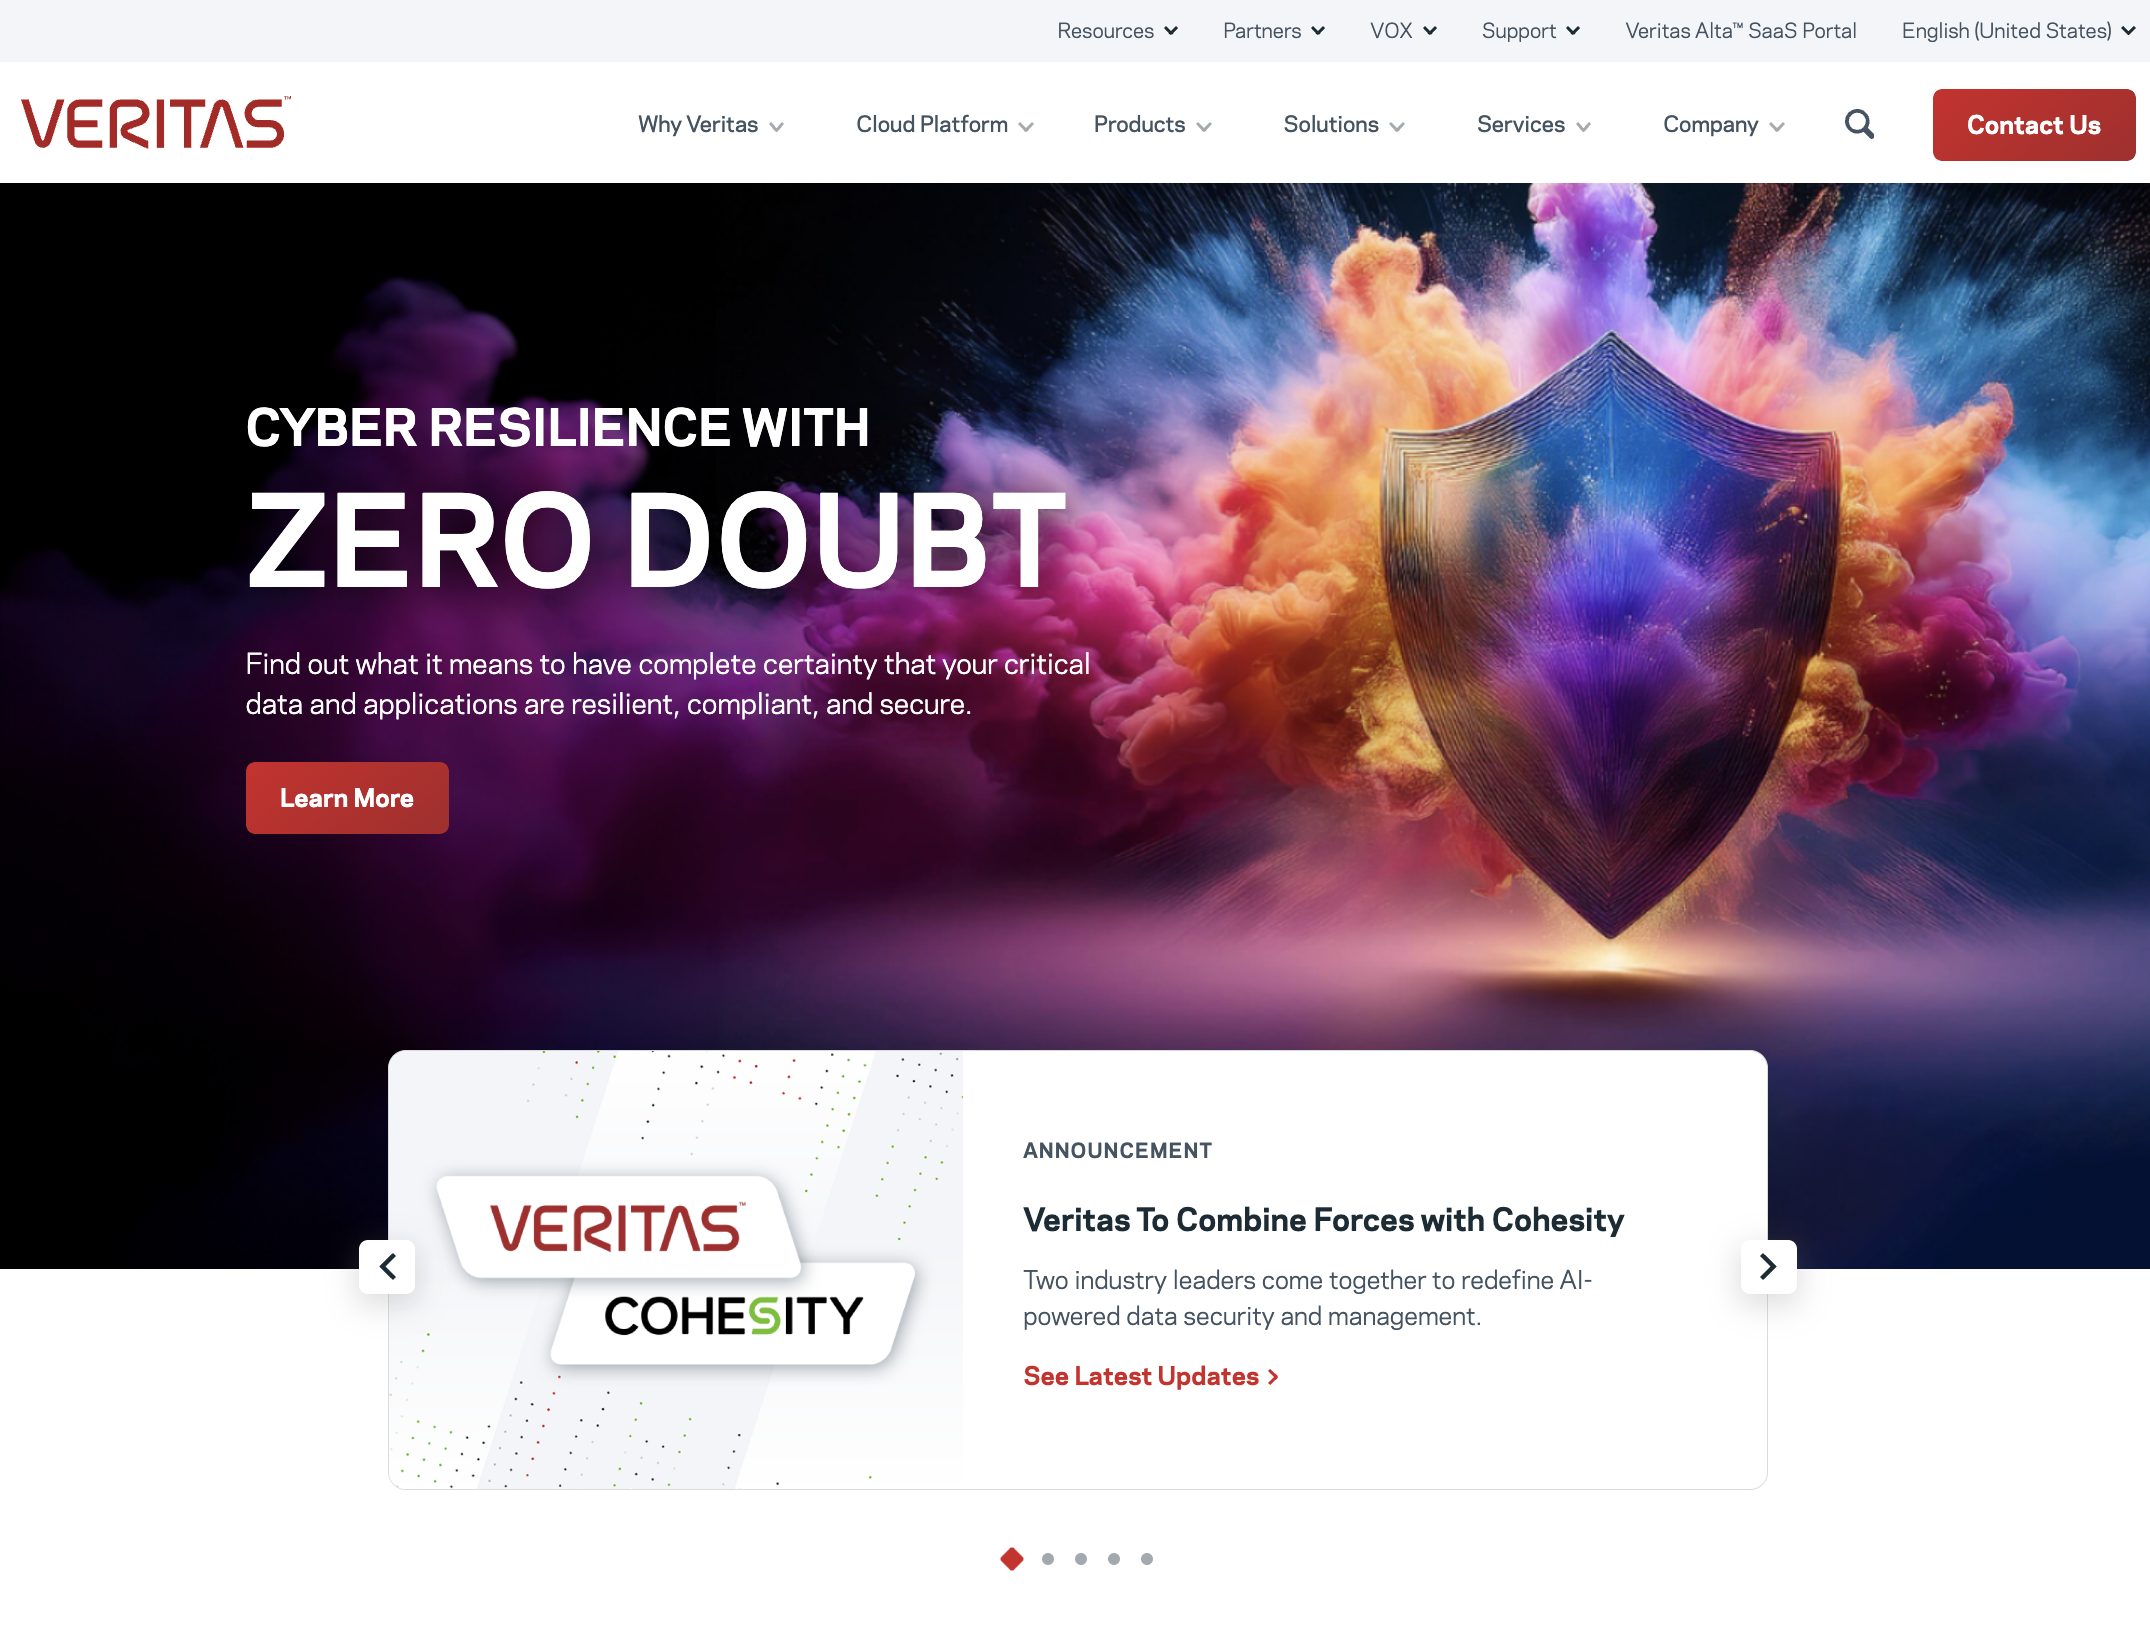 Resources Partners VOX Support Veritas Alta™ SaaS Portal English (United States)
VERITAS™ Why Veritas Cloud Platform Products Solutions Services Company Contact Us
CYBER RESILIENCE WITH
ZERO DOUBT
Find out what it means to have complete certainty that your critical
data and applications are resilient, compliant, and secure.
Learn More
VERITAS™
COHESITY
ANNOUNCEMENT
Veritas To Combine Forces with Cohesity
Two industry leaders come together to redefine AI-
powered data security and management.
See Latest Updates